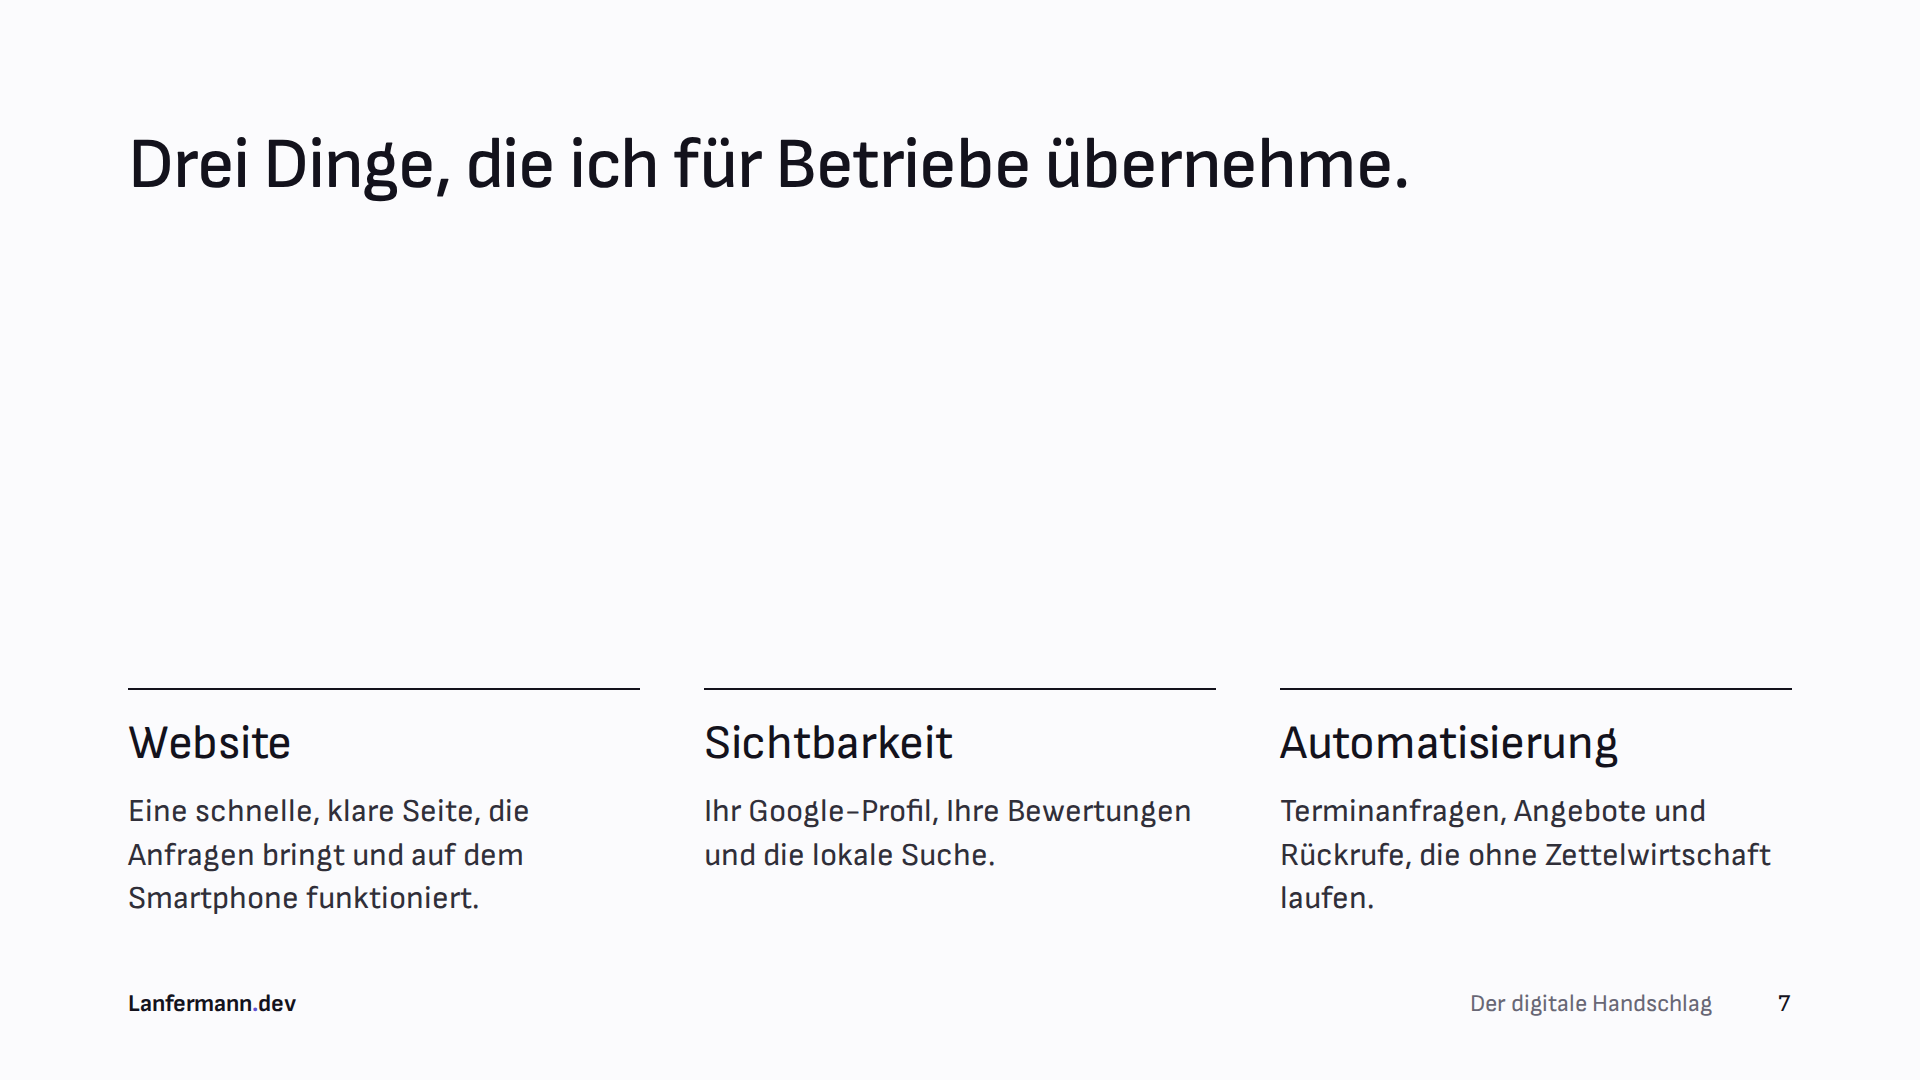 Drei Dinge, die ich für Betriebe übernehme.
Website
Eine schnelle, klare Seite, die
Anfragen bringt und auf dem
Smartphone funktioniert.
Sichtbarkeit
Ihr Google-Profil, Ihre Bewertungen
und die lokale Suche.
Automatisierung
Terminanfragen, Angebote und
Rückrufe, die ohne Zettelwirtschaft
laufen.
Lanfermann.dev
Der digitale Handschlag
7